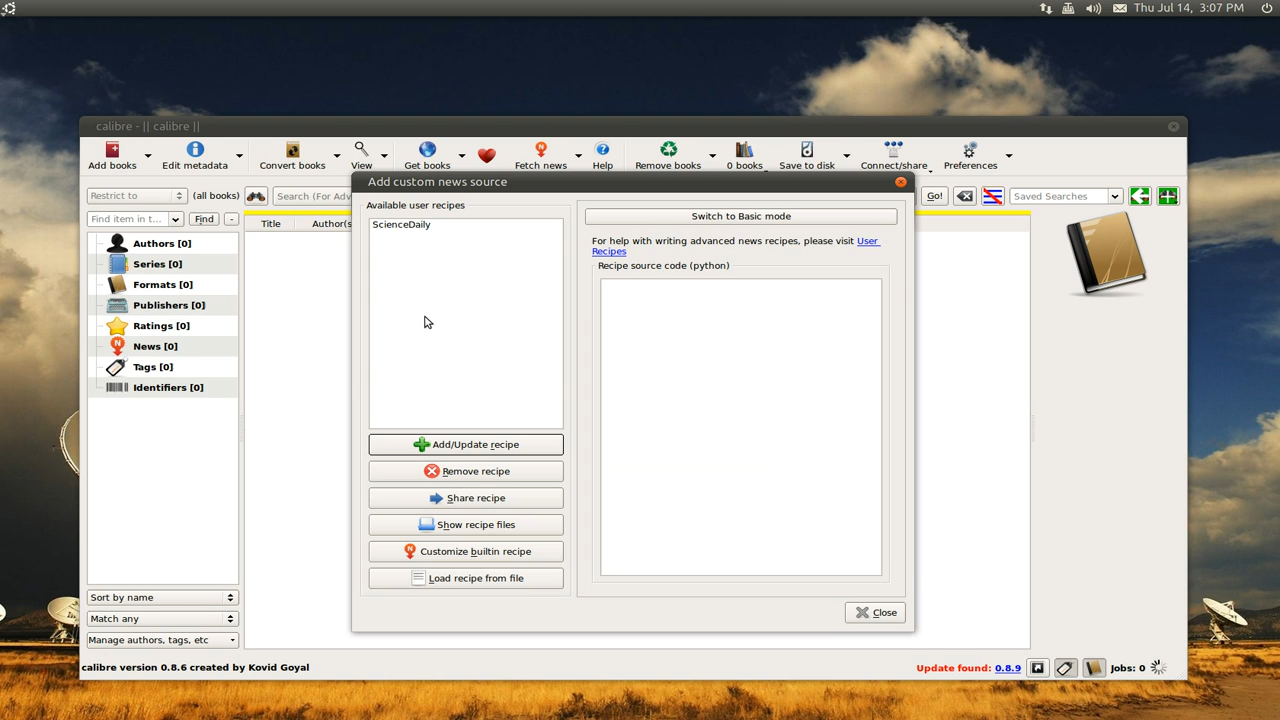 Thu Jul 14, 3:07 PM
calibre - || calibre ||
Add books
Edit metadata
Convert books
View
Get books
Fetch news
Help
Remove books
0 books
Save to disk
Connect/share
Preferences
Restrict to
(all books)
Search (For Adv
Go!
Saved Searches
Find item in t...
Find
-
Title
Author(s
Authors [0]
Series [0]
Formats [0]
Publishers [0]
Ratings [0]
News [0]
Tags [0]
Identifiers [0]
Sort by name
Match any
Manage authors, tags, etc
Add custom news source
Available user recipes
ScienceDaily
Add/Update recipe
Remove recipe
Share recipe
Show recipe files
Customize builtin recipe
Load recipe from file
Switch to Basic mode
For help with writing advanced news recipes, please visit User
Recipes
Recipe source code (python)
Close
calibre version 0.8.6 created by Kovid Goyal
Update found: 0.8.9
Jobs: 0